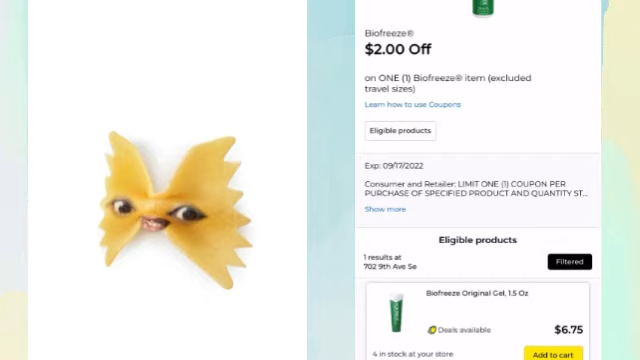 Biofreeze®
$2.00 Off
on ONE (1) Biofreeze® item (excluded
travel sizes)
Learn how to use Coupons
Eligible products
Exp: 09/17/2022
Consumer and Retailer: LIMIT ONE (1) COUPON PER
PURCHASE OF SPECIFIED PRODUCT AND QUANTITY ST...
Show more
Eligible products
1 results at
702 9th Ave Se
Filtered
Biofreeze Original Gel, 1.5 Oz
Deals available
$6.75
4 in stock at your store
Add to cart